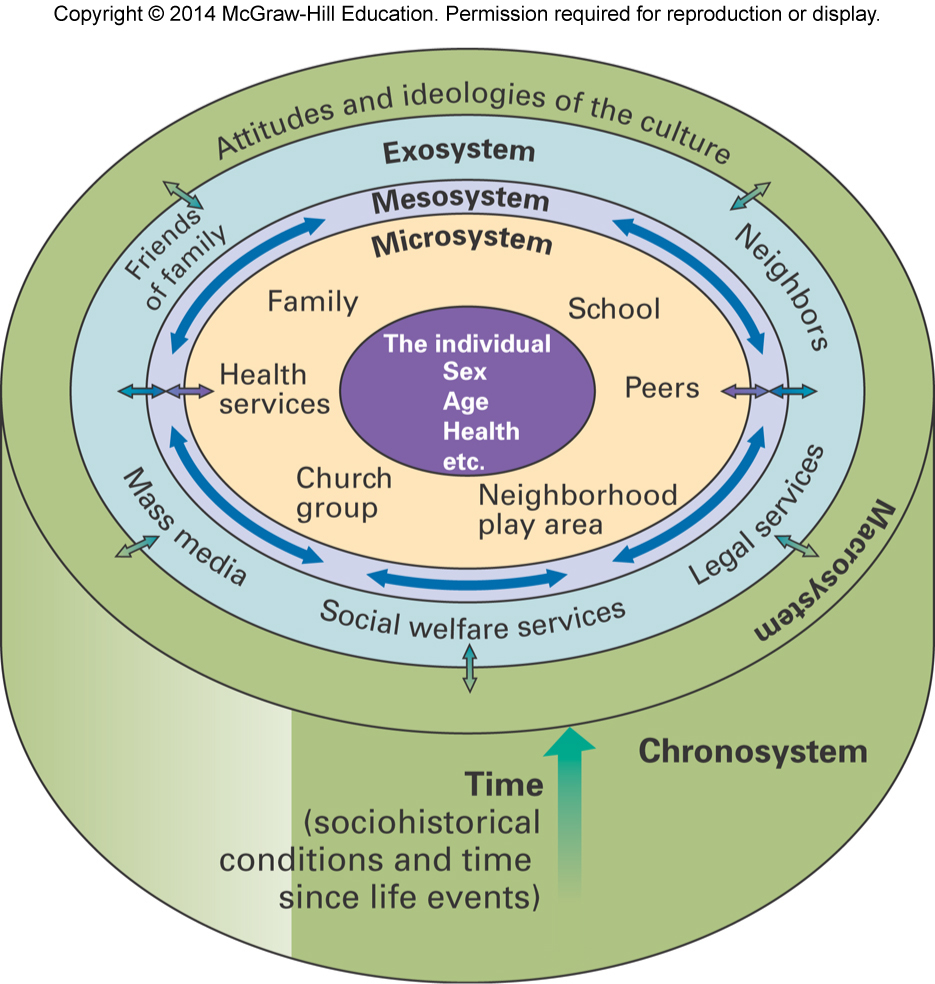 Copyright © 2014 McGraw-Hill Education. Permission required for reproduction or display.
Attitudes and ideologies of the culture
Exosystem
Mesosystem
Microsystem
Friends
of family
Neighbors
Family
School
The individual
Sex
Age
Health
etc.
Health
services
Peers
Church
group
Neighborhood
play area
Mass media
Legal services
Social welfare services
Macrosystem
Chronosystem
Time
(sociohistorical
conditions and time
since life events)